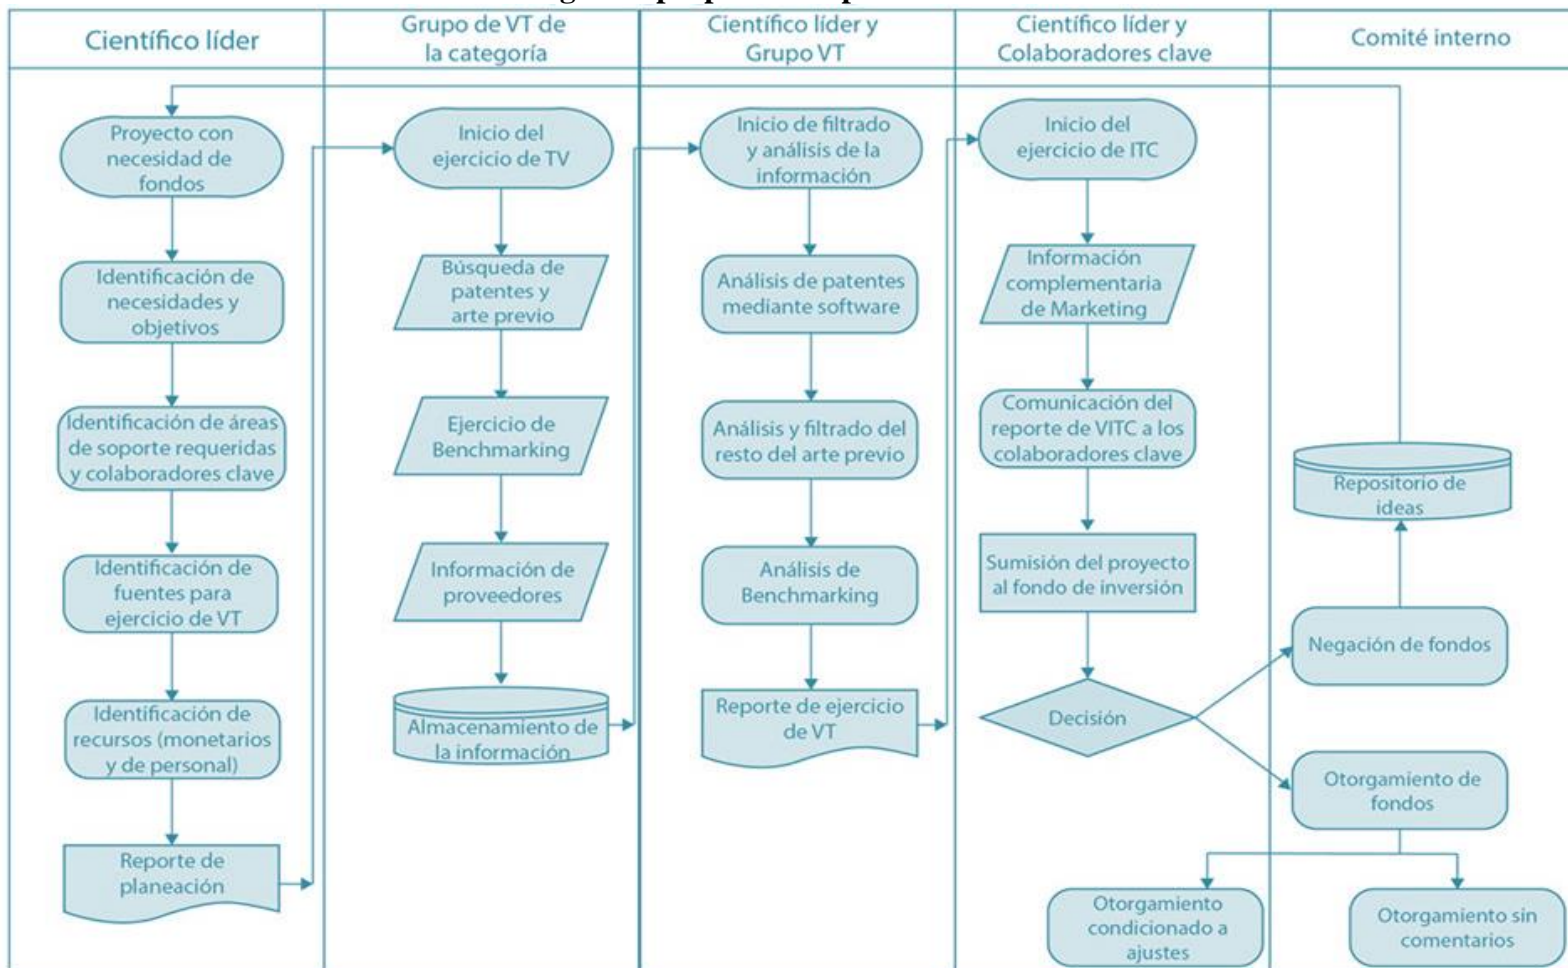 Científico líder
Grupo de VT de
la categoría
Científico líder y
Grupo VT
Científico líder y
Colaboradores clave
Comité interno
Proyecto con
necesidad de
fondos
Identificación de
necesidades y
objetivos
Identificación de áreas
de soporte requeridas
y colaboradores clave
Identificación de
fuentes para
ejercicio de VT
Identificación de
recursos (monetarios
y de personal)
Reporte de
planeación
Inicio del
ejercicio de TV
Búsqueda de
patentes y
arte previo
Ejercicio de
Benchmarking
Información de
proveedores
Almacenamiento de
la información
Inicio de filtrado
y análisis de la
información
Análisis de patentes
mediante software
Análisis y filtrado del
resto del arte previo
Análisis de
Benchmarking
Reporte de ejercicio
de VT
Inicio del
ejercicio de ITC
Información
complementaria
de Marketing
Comunicación del
reporte de VITC a los
colaboradores clave
Sumisión del proyecto
al fondo de inversión
Decisión
Repositorio de
ideas
Negación de fondos
Otorgamiento de
fondos
Otorgamiento
condicionado a
ajustes
Otorgamiento sin
comentarios